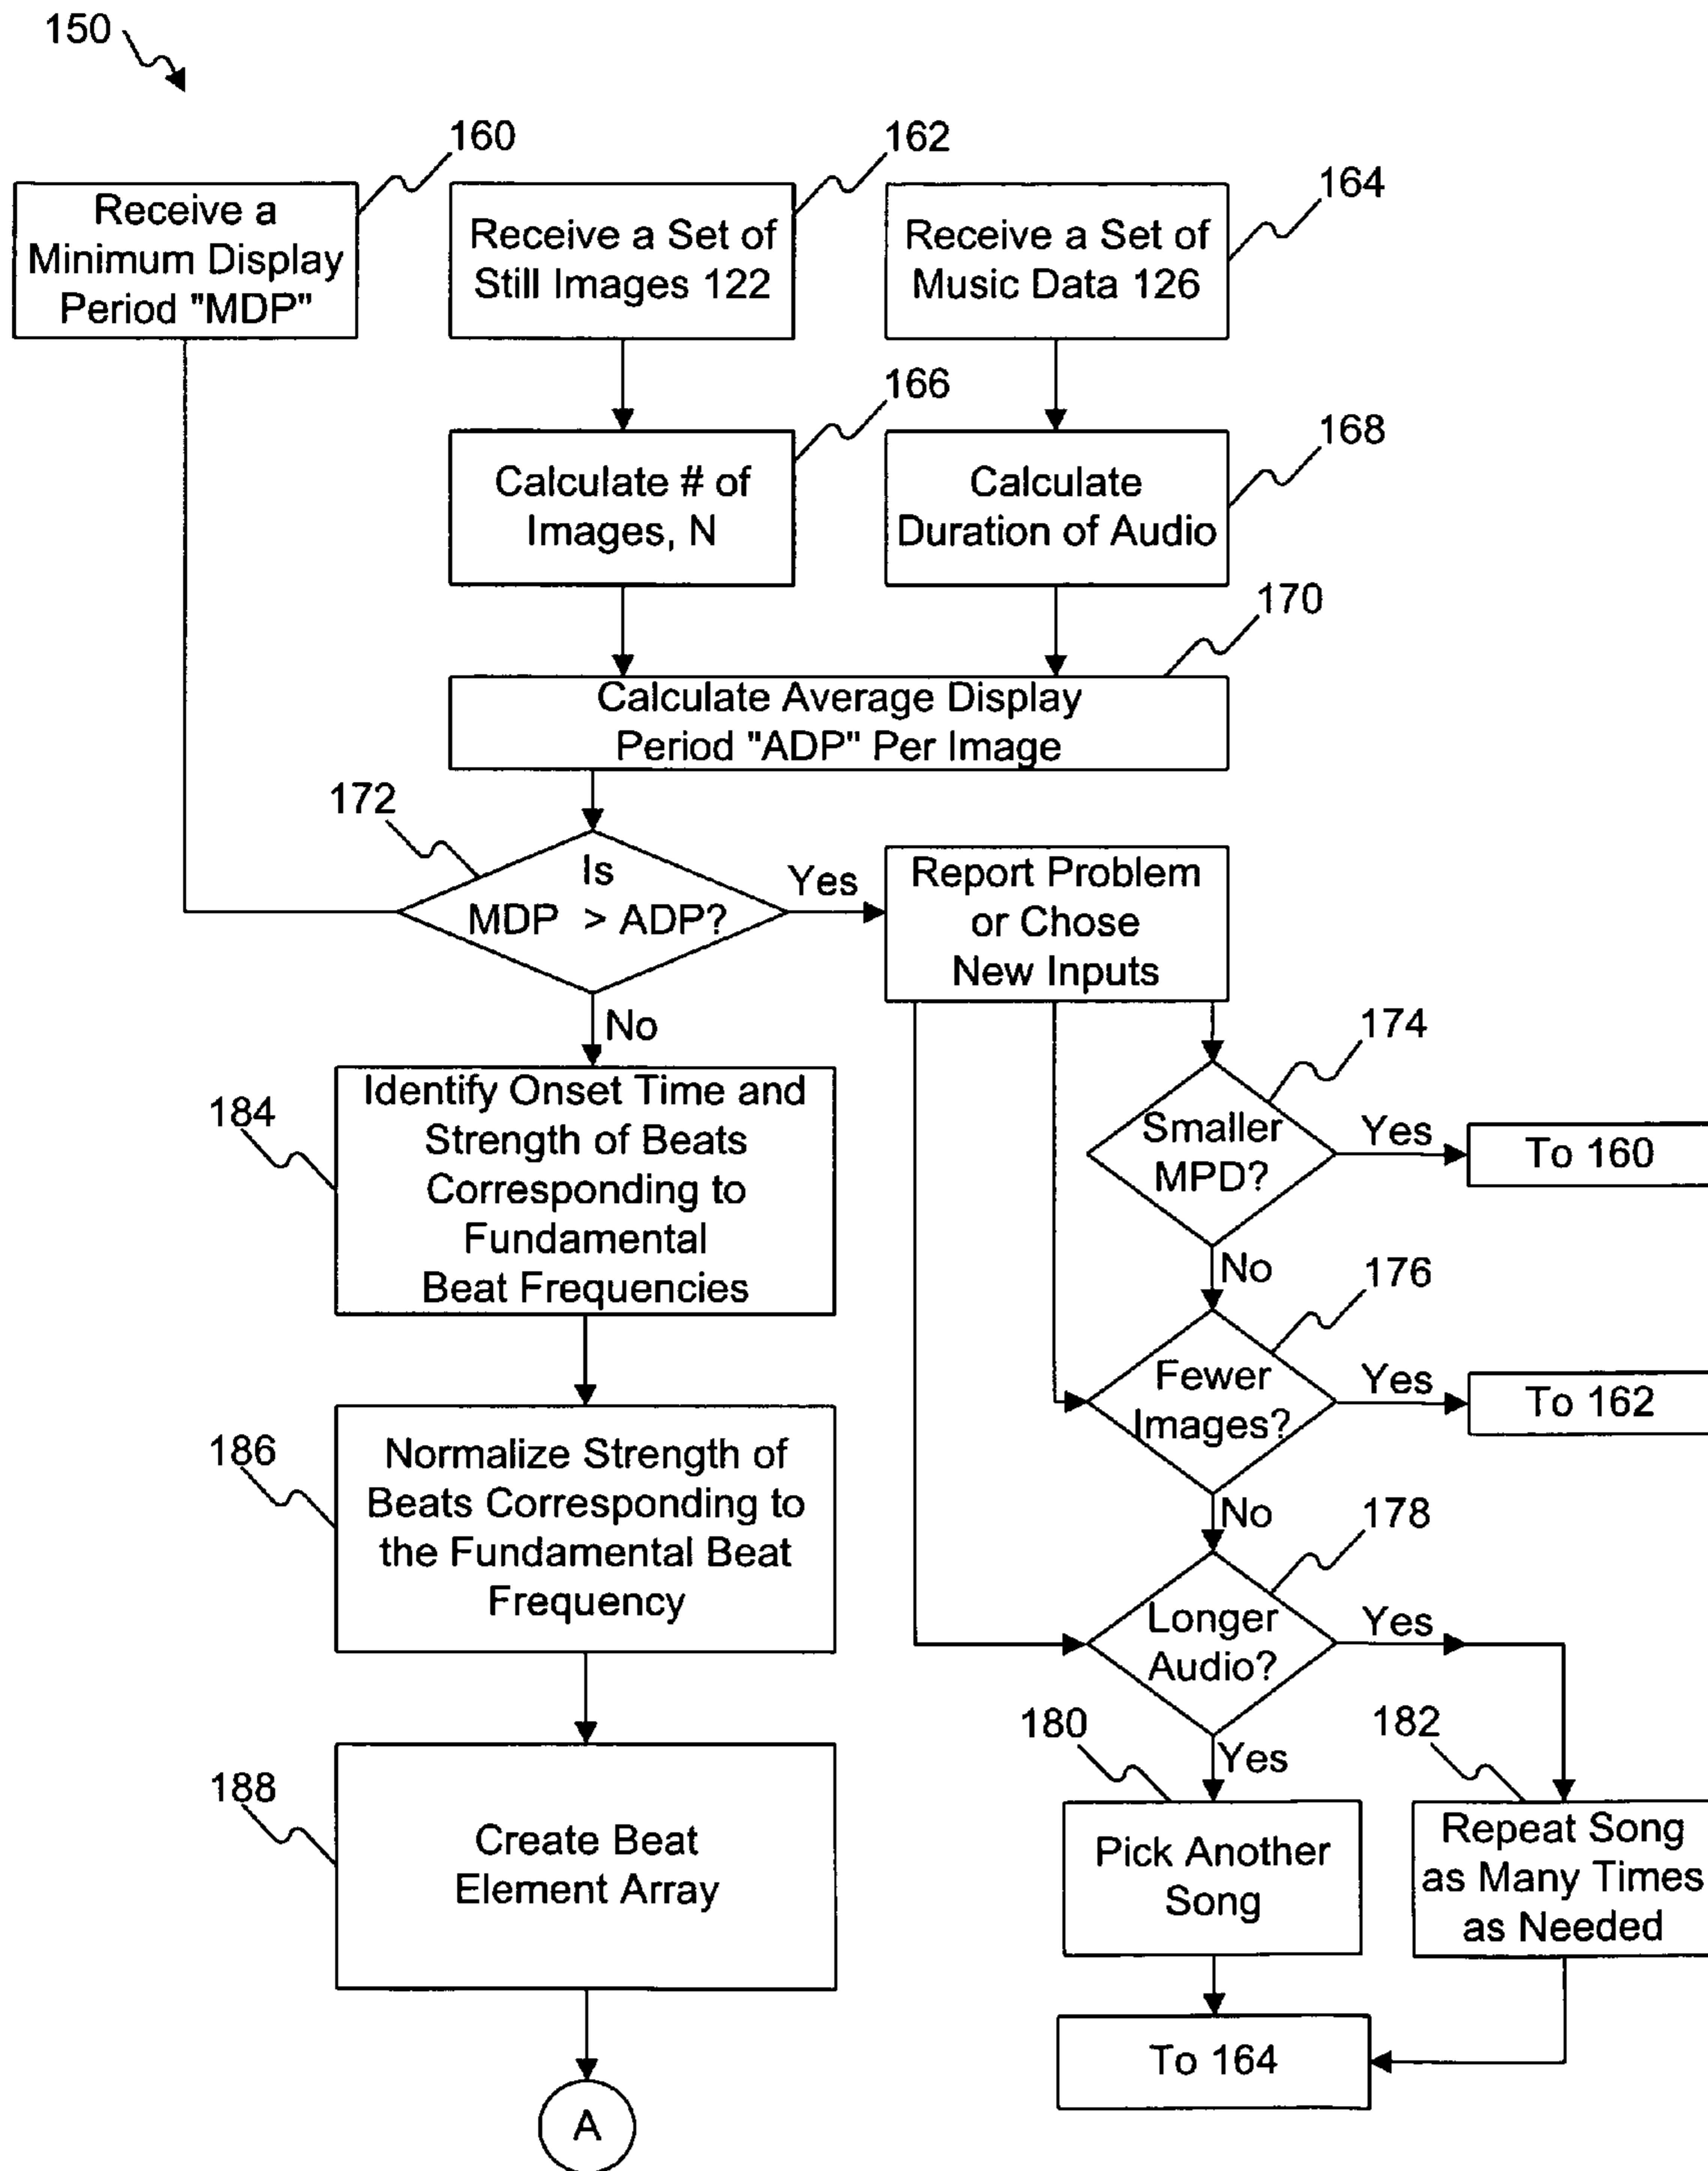 150
160
162
164
Receive a
Minimum Display
Period "MDP"
Receive a Set of
Still Images 122
Receive a Set of
Music Data 126
166
168
Calculate # of
Images, N
Calculate
Duration of Audio
170
Calculate Average Display
Period "ADP" Per Image
172
Is
MDP > ADP?
Yes
Report Problem
or Chose
New Inputs
No
174
Smaller
MPD?
Yes
To 160
184
Identify Onset Time and
Strength of Beats
Corresponding to
Fundamental
Beat Frequencies
No
176
Fewer
Images?
Yes
To 162
186
Normalize Strength of
Beats Corresponding to
the Fundamental Beat
Frequency
No
178
Longer
Audio?
Yes
180
Yes
182
188
Create Beat
Element Array
Pick Another
Song
Repeat Song
as Many Times
as Needed
To 164
A